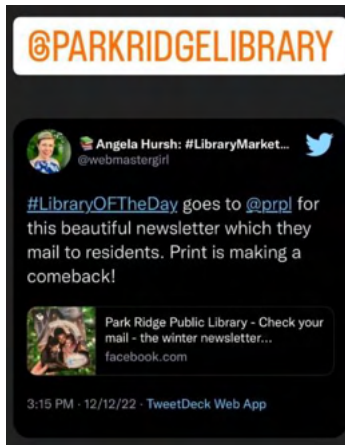 @PARKRIDGELIBRARY
📚Angela Hursh: #LibraryMarket...
@webmastergirl
#LibraryOFTheDay goes to @prpl for
this beautiful newsletter which they
mail to residents. Print is making a
comeback!
Park Ridge Public Library - Check your
mail - the winter newsletter...
facebook.com
3:15 PM · 12/12/22 · TweetDeck Web App